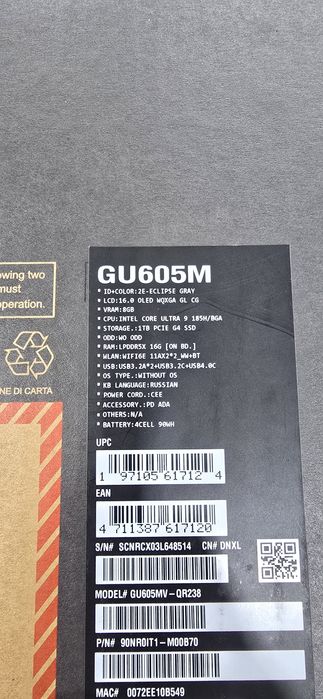 owing two
must
operation.
NE DI CARTA
GU605M
* ID+COLOR:2E-ECLIPSE GRAY
* LCD:16.0 OLED WQXGA GL CG
* VRAM:8GB
* CPU:INTEL CORE ULTRA 9 185H/BGA
* STORAGE.:1TB PCIE G4 SSD
* ODD:WO ODD
* RAM:LPDDR5X 16G [ON BD.]
* WLAN:WIFI6E 11AX2*2_WW+BT
* USB:USB3.2A*2+USB3.2C+USB4.0C
* OS TYPE.:WITHOUT OS
* KB LANGUAGE:RUSSIAN
* POWER CORD.:CEE
* ACCESSORY.:PD ADA
* OTHERS:N/A
* BATTERY:4CELL 90WH
UPC
1 97105 61712 4
EAN
4 711387 617120
S/N# SCNRCX03L648514 CN# DNXL
MODEL# GU605MV-QR238
P/N# 90NR0IT1-M00B70
MAC# 0072EE10B549